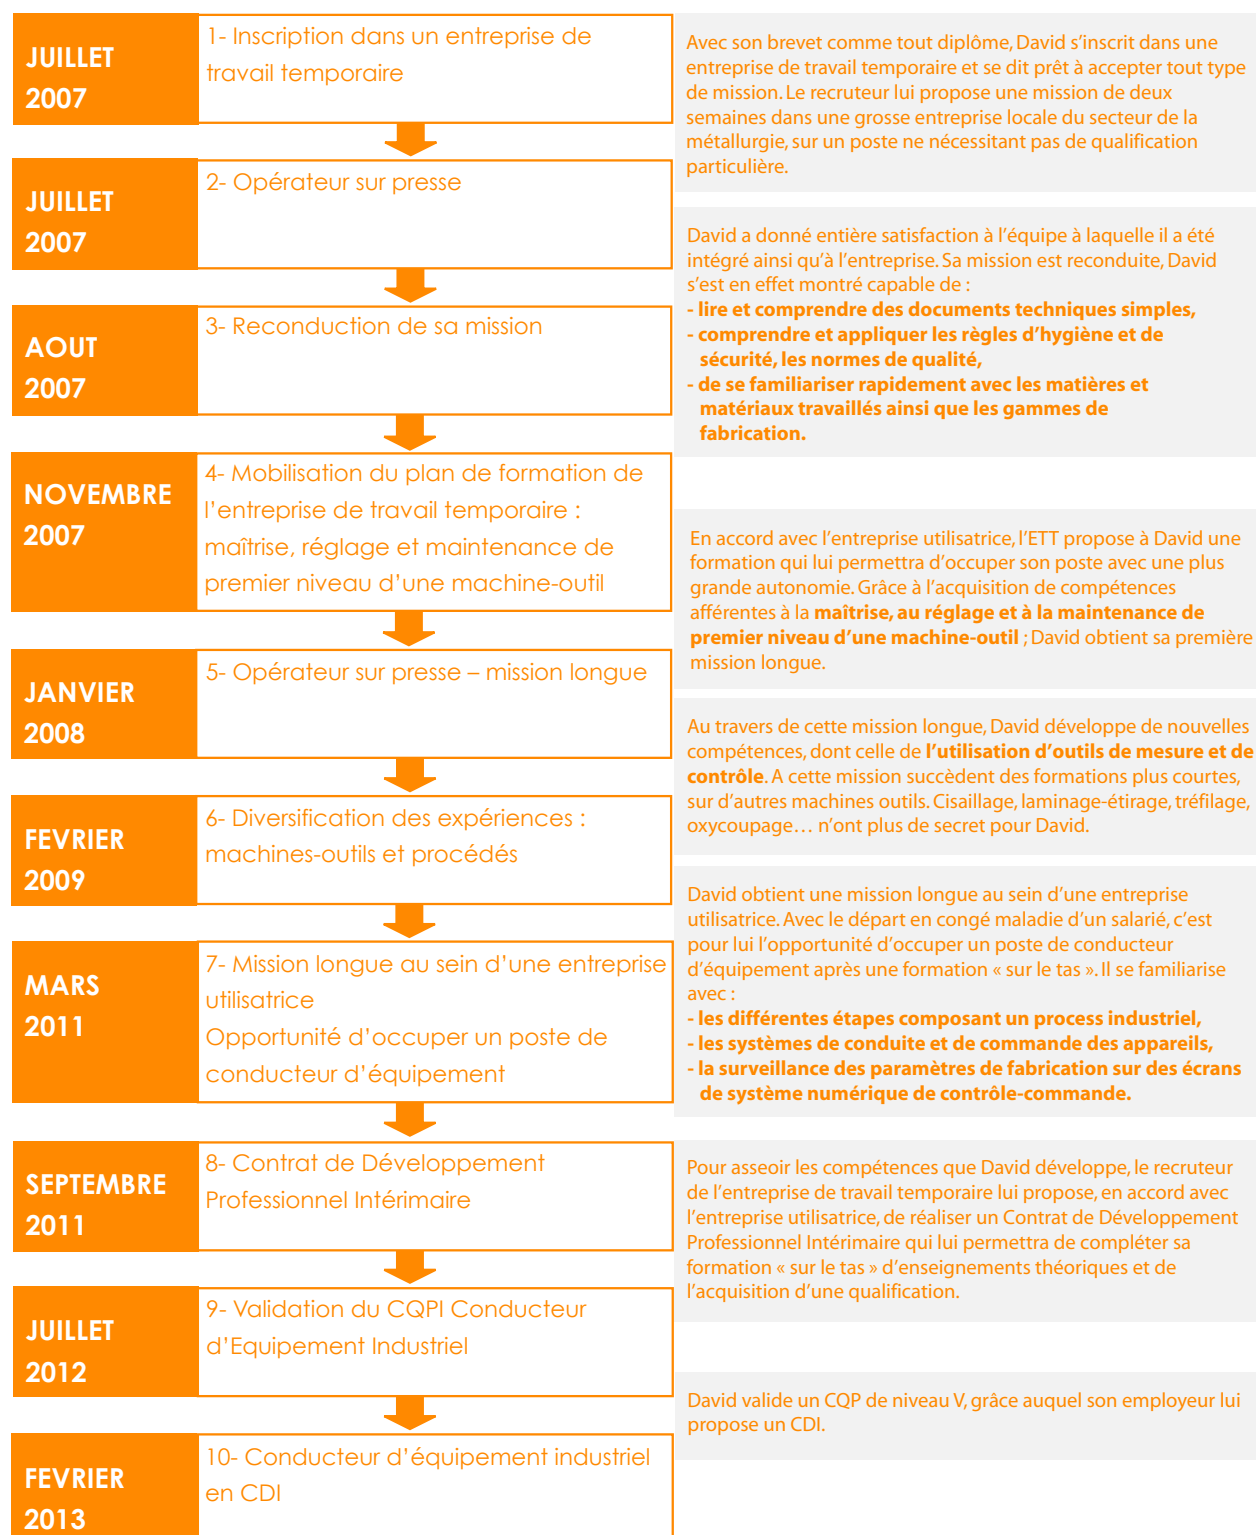 JUILLET
2007
1- Inscription dans un entreprise de
travail temporaire
Avec son brevet comme tout diplôme, David s’inscrit dans une
entreprise de travail temporaire et se dit prêt à accepter tout type
de mission. Le recruteur lui propose une mission de deux
semaines dans une grosse entreprise locale du secteur de la
métallurgie, sur un poste ne nécessitant pas de qualification
particulière.
JUILLET
2007
2- Opérateur sur presse
David a donné entière satisfaction à l’équipe à laquelle il a été
intégré ainsi qu’à l’entreprise. Sa mission est reconduite, David
s’est en effet montré capable de :
- lire et comprendre des documents techniques simples,
- comprendre et appliquer les règles d’hygiène et de
sécurité, les normes de qualité,
- de se familiariser rapidement avec les matières et
matériaux travaillés ainsi que les gammes de
fabrication.
AOUT
2007
3- Reconduction de sa mission
NOVEMBRE
2007
4- Mobilisation du plan de formation de
l’entreprise de travail temporaire :
maîtrise, réglage et maintenance de
premier niveau d’une machine-outil
En accord avec l’entreprise utilisatrice, l’ETT propose à David une
formation qui lui permettra d’occuper son poste avec une plus
grande autonomie. Grâce à l’acquisition de compétences
afférentes à la maîtrise, au réglage et à la maintenance de
premier niveau d’une machine-outil ; David obtient sa première
mission longue.
JANVIER
2008
5- Opérateur sur presse – mission longue
Au travers de cette mission longue, David développe de nouvelles
compétences, dont celle de l’utilisation d’outils de mesure et de
contrôle. A cette mission succèdent des formations plus courtes,
sur d’autres machines outils. Cisaillage, laminage-étirage, tréfilage,
oxycoupage… n’ont plus de secret pour David.
FEVRIER
2009
6- Diversification des expériences :
machines-outils et procédés
David obtient une mission longue au sein d’une entreprise
utilisatrice. Avec le départ en congé maladie d’un salarié, c’est
pour lui l’opportunité d’occuper un poste de conducteur
d’équipement après une formation « sur le tas ». Il se familiarise
avec :
- les différentes étapes composant un process industriel,
- les systèmes de conduite et de commande des appareils,
- la surveillance des paramètres de fabrication sur des écrans
de système numérique de contrôle-commande.
MARS
2011
7- Mission longue au sein d’une entreprise
utilisatrice
Opportunité d’occuper un poste de
conducteur d’équipement
SEPTEMBRE
2011
8- Contrat de Développement
Professionnel Intérimaire
Pour asseoir les compétences que David développe, le recruteur
de l’entreprise de travail temporaire lui propose, en accord avec
l’entreprise utilisatrice, de réaliser un Contrat de Développement
Professionnel Intérimaire qui lui permettra de compléter sa
formation « sur le tas » d’enseignements théoriques et de
l’acquisition d’une qualification.
JUILLET
2012
9- Validation du CQPI Conducteur
d’Equipement Industriel
David valide un CQP de niveau V, grâce auquel son employeur lui
propose un CDI.
FEVRIER
2013
10- Conducteur d’équipement industriel
en CDI